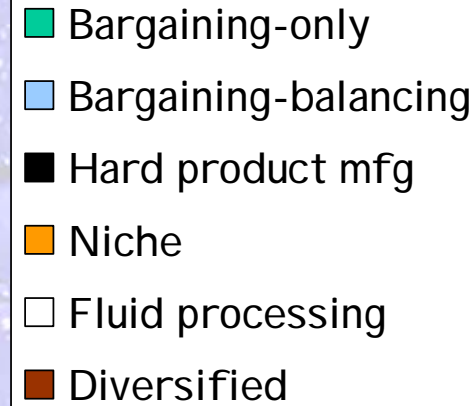 Bargaining-only
Bargaining-balancing
Hard product mfg
Niche
Fluid processing
Diversified